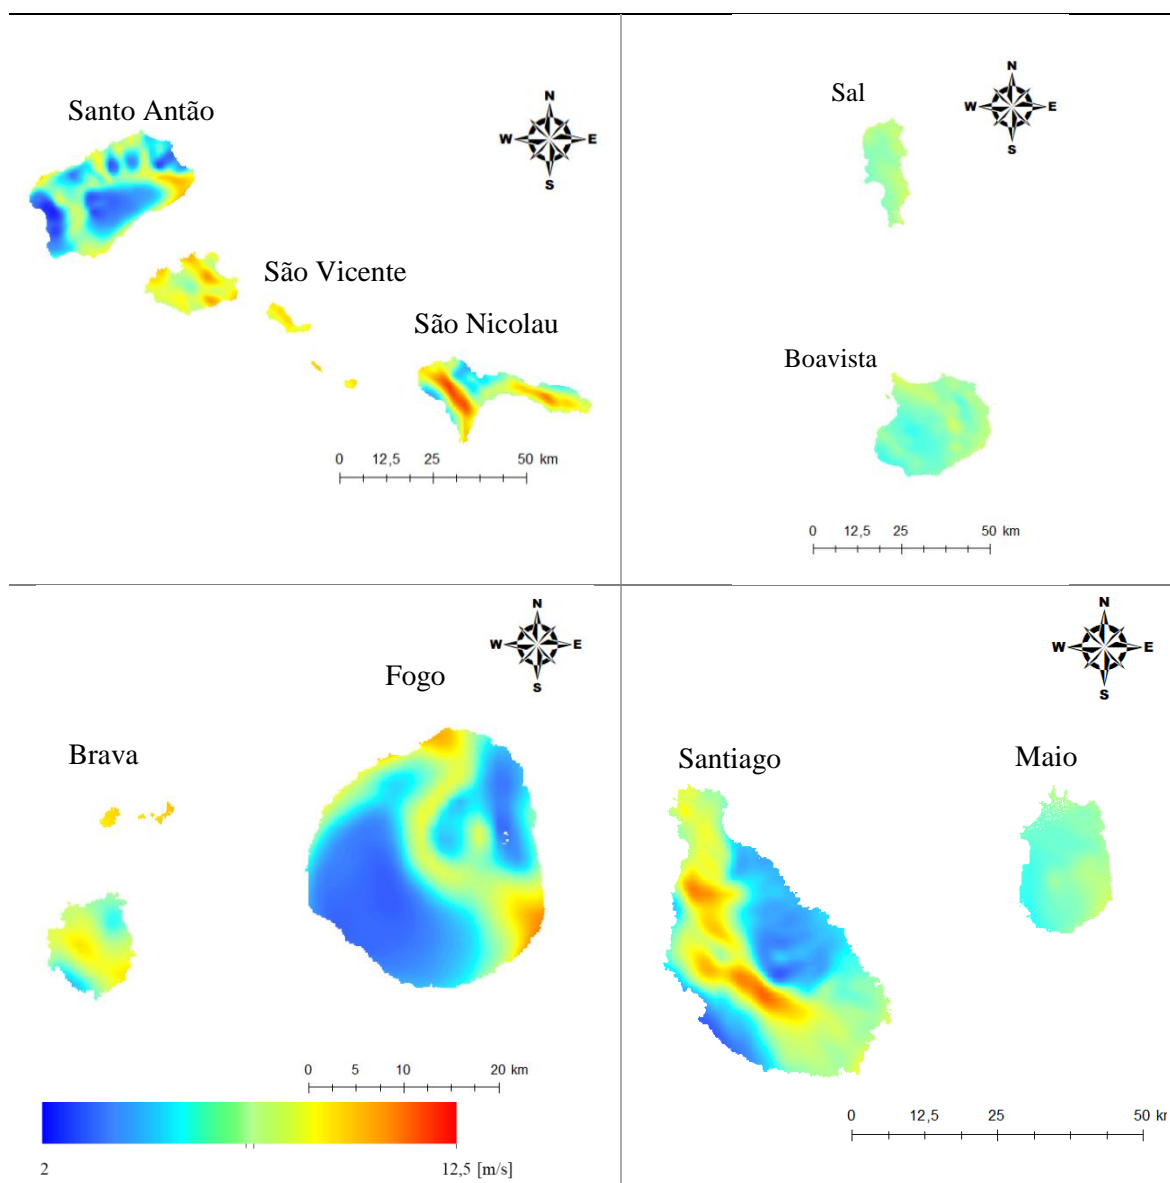 Santo Antão
N
W E
S
São Vicente
São Nicolau
0 12,5 25 50 km
Sal
N
W E
S
Boavista
0 12,5 25 50 km
N
W E
S
Fogo
Brava
0 5 10 20 km
2 12,5 [m/s]
N
W E
S
Santiago
Maio
0 12,5 25 50 kr